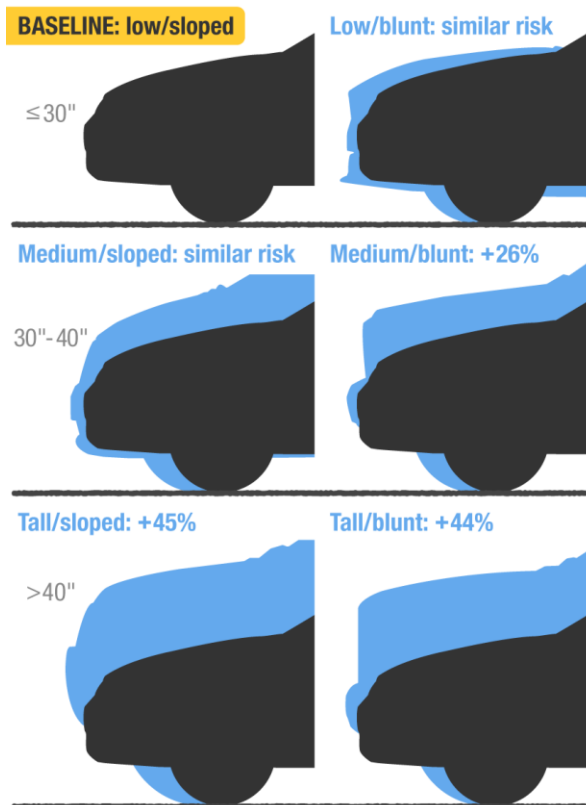 BASELINE: low/sloped
Low/blunt: similar risk
≤30"
Medium/sloped: similar risk
Medium/blunt: +26%
30"-40"
Tall/sloped: +45%
Tall/blunt: +44%
>40"